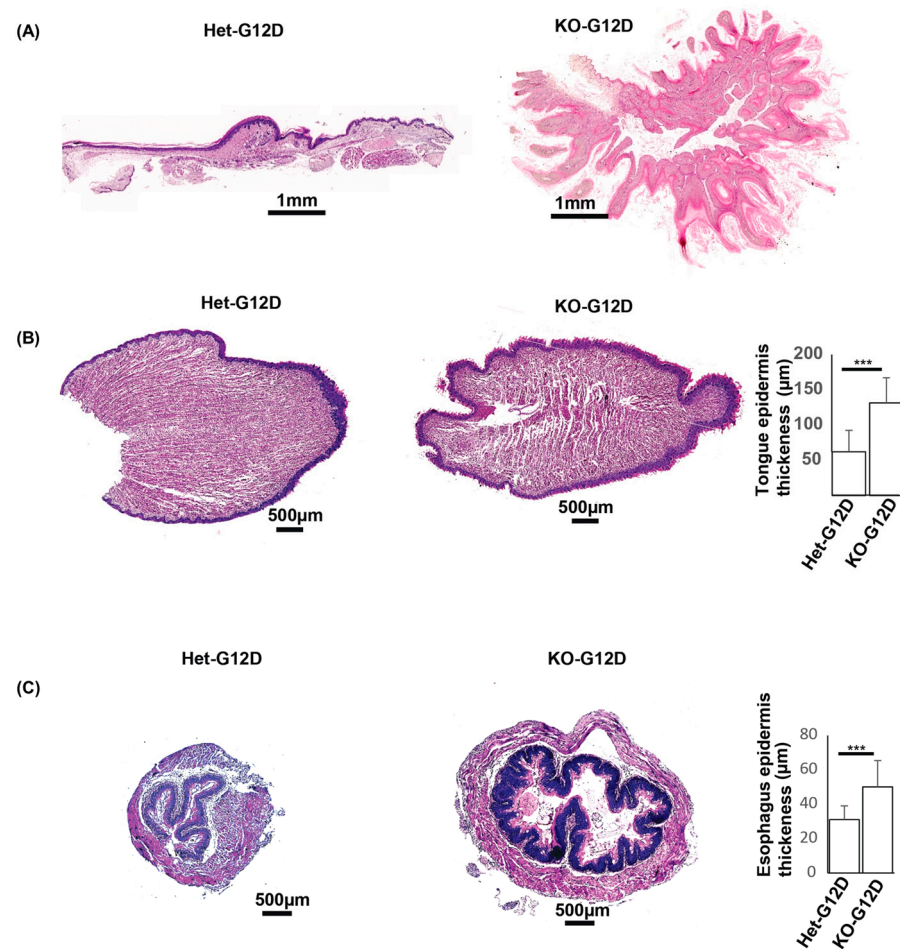 (A)
Het-G12D
KO-G12D
1mm
1mm
(B)
Het-G12D
KO-G12D
500µm
500µm
Tongue epidermis
thickeness (µm)
200
150
100
50
***
Het-G12D
KO-G12D
(C)
Het-G12D
KO-G12D
500µm
500µm
Esophagus epidermis
thickeness (µm)
80
60
40
20
0
***
Het-G12D
KO-G12D